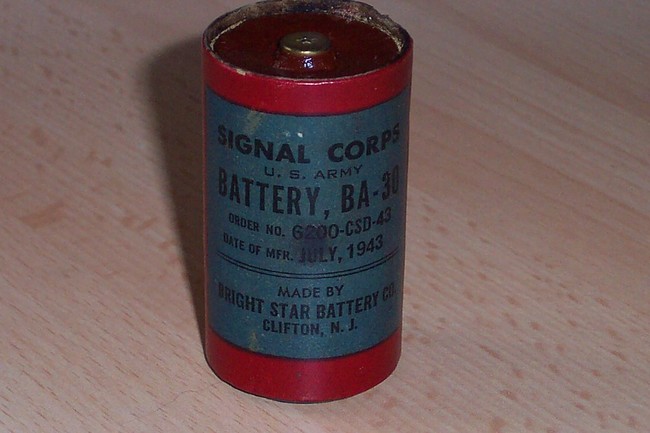 SIGNAL CORPS
U. S. ARMY
BATTERY, BA-30
ORDER NO. 6200-CSD-43
DATE OF MFR. JULY, 1943
MADE BY
BRIGHT STAR BATTERY CO.
CLIFTON, N. J.